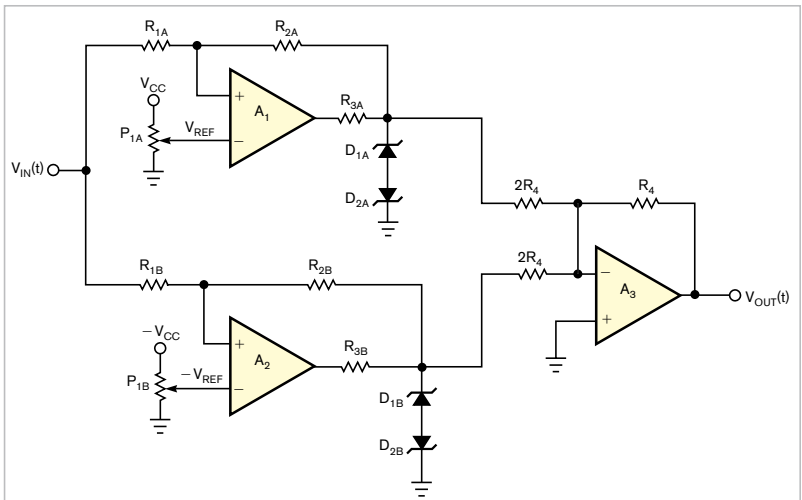 R1A
R2A
VCC
P1A
VREF
+
−
A1
R3A
D1A
D2A
VIN(t)
2R4
R4
2R4
−
+
A3
VOUT(t)
R1B
R2B
−VCC
P1B
−VREF
+
−
A2
R3B
D1B
D2B